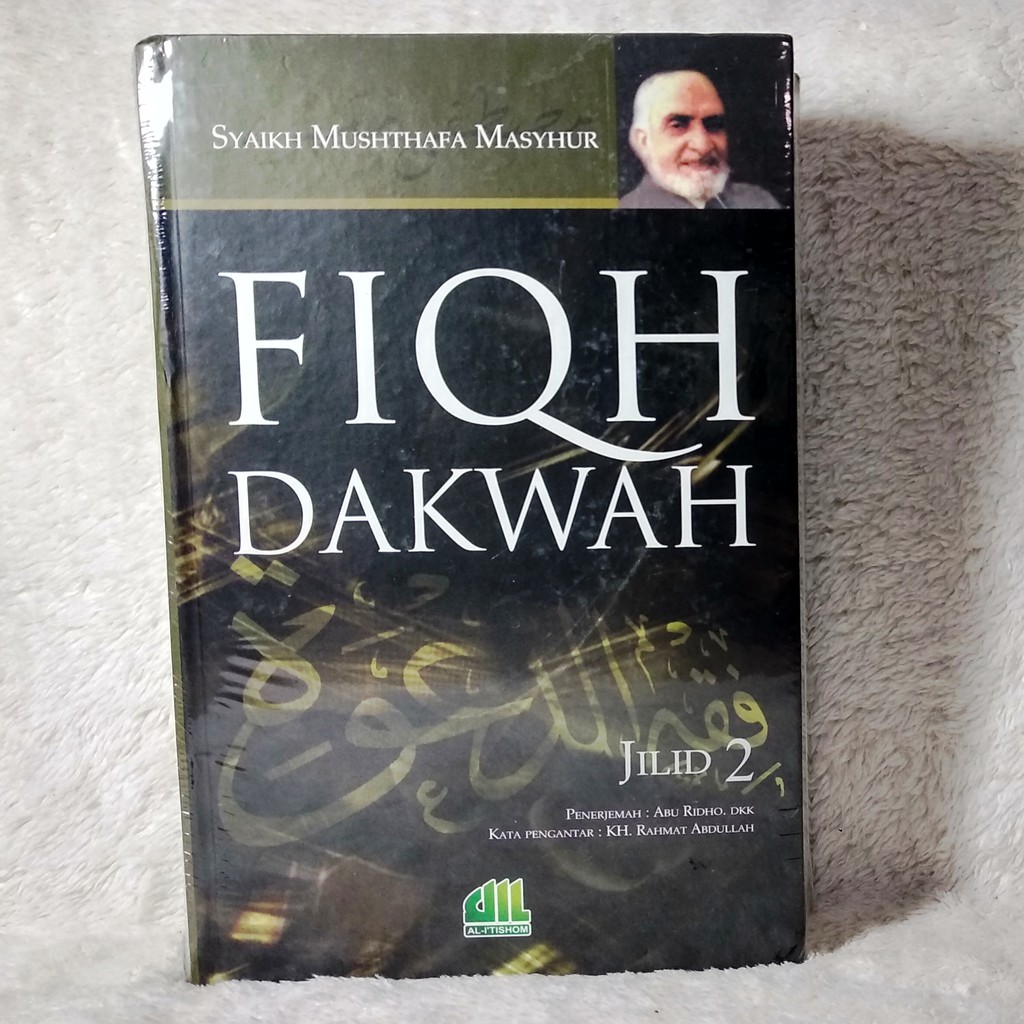 SYAIKH MUSHTHAFA MASYHUR
FIQH
DAKWAH
فقه الدعوة
JILID 2
PENERJEMAH : ABU RIDHO. DKK
KATA PENGANTAR : KH. RAHMAT ABDULLAH
AL-I'TISHOM